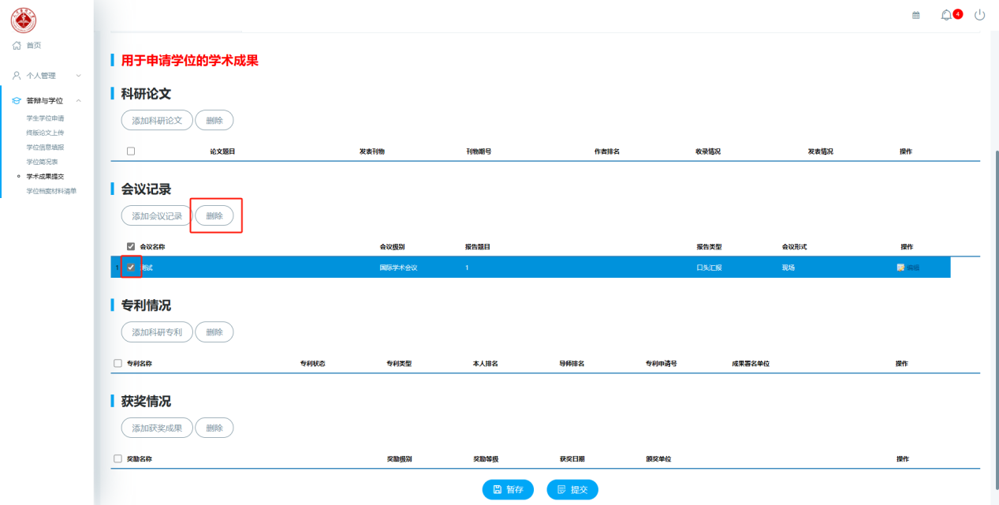 4
首页
个人管理
答辩与学位
学生学位申请
终版论文上传
学位信息填报
学位简况表
学术成果提交
学位档案材料清单
用于申请学位的学术成果
科研论文
添加科研论文 删除
论文题目 发表刊物 刊物期号 作者排名 收录情况 发表情况 操作
会议记录
添加会议记录 删除
会议名称 会议级别 报告题目 报告类型 会议形式 操作
1 测试 国际学术会议 1 口头汇报 现场 编辑
专利情况
添加科研专利 删除
专利名称 专利状态 专利类型 本人排名 导师排名 专利申请号 成果署名单位 操作
获奖情况
添加获奖成果 删除
奖励名称 奖励级别 奖励等级 获奖日期 颁奖单位 操作
暂存 提交